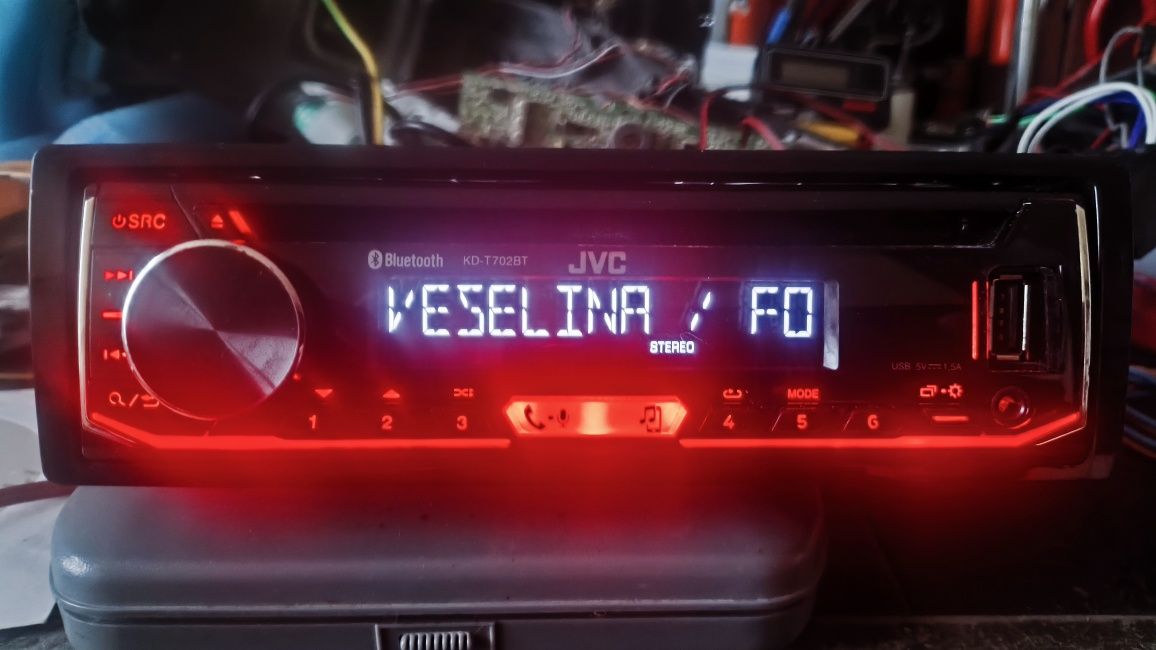 SRC
Bluetooth KD-T702BT JVC
VESELINA / FO
STEREO
USB 5V 1,5A
MODE
1 2 3 4 5 6